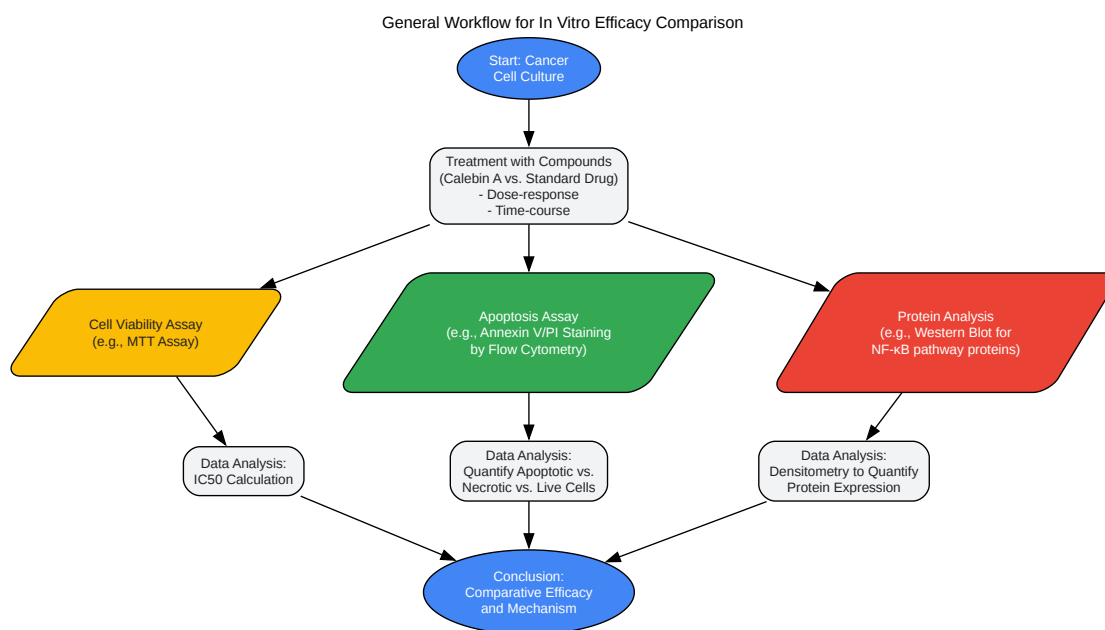 General Workflow for In Vitro Efficacy Comparison
Start: Cancer
Cell Culture
Treatment with Compounds
(Calebin A vs. Standard Drug)
- Dose-response
- Time-course
Cell Viability Assay
(e.g., MTT Assay)
Apoptosis Assay
(e.g., Annexin V/PI Staining
by Flow Cytometry)
Protein Analysis
(e.g., Western Blot for
NF-κB pathway proteins)
Data Analysis:
IC50 Calculation
Data Analysis:
Quantify Apoptotic vs.
Necrotic vs. Live Cells
Data Analysis:
Densitometry to Quantify
Protein Expression
Conclusion:
Comparative Efficacy
and Mechanism